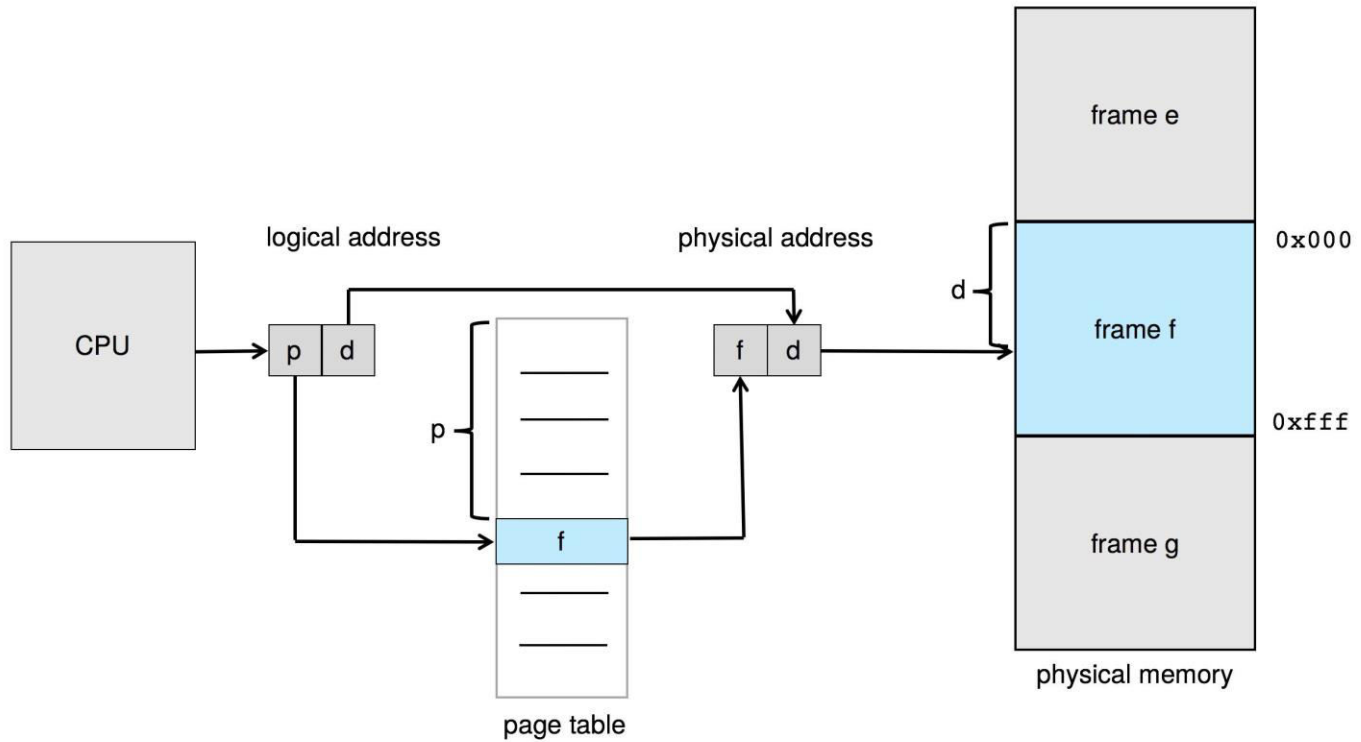 frame e
logical address
physical address
0x000
CPU
p
d
f
d
d
frame f
p
0xfff
f
frame g
physical memory
page table